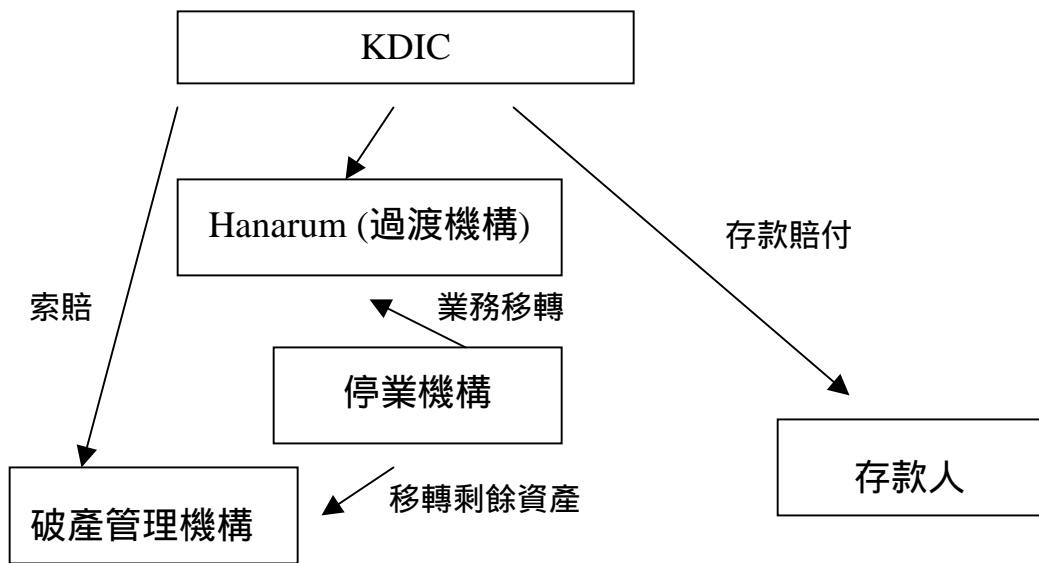 KDIC
Hanarum (過渡機構)
存款賠付
索賠
業務移轉
停業機構
存款人
移轉剩餘資產
破產管理機構